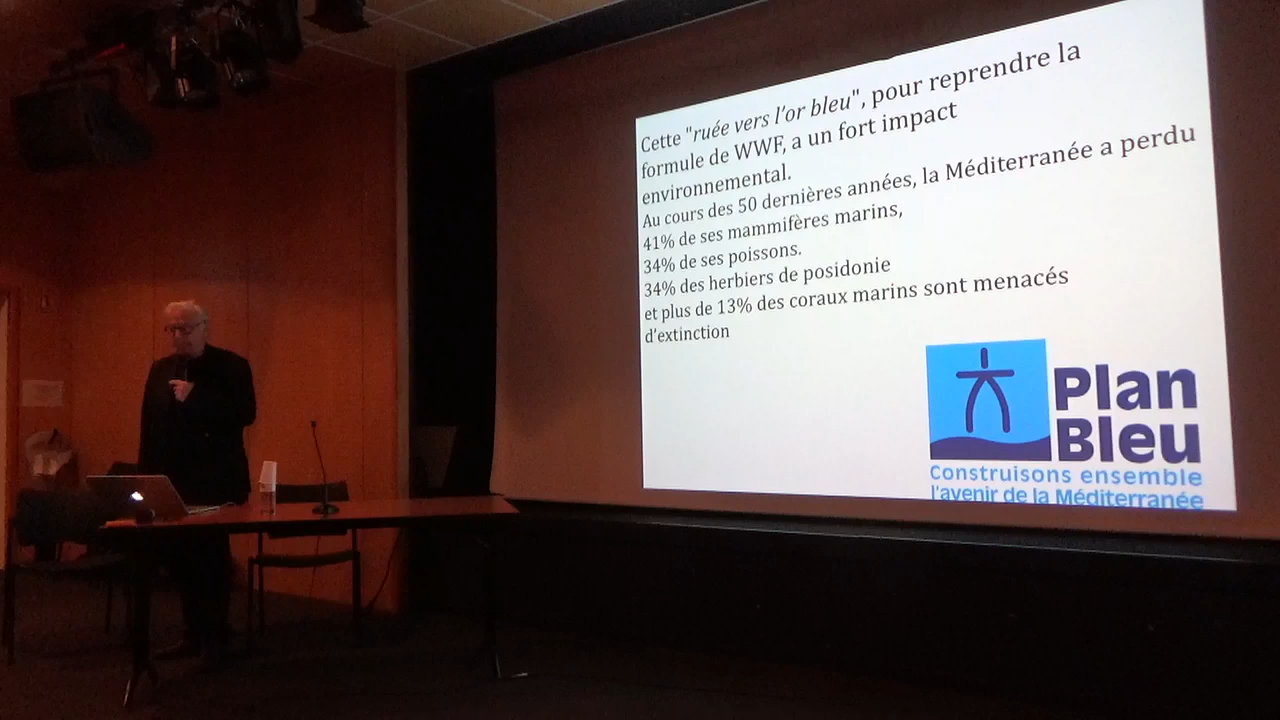 Cette "ruée vers l'or bleu", pour reprendre la
formule de WWF, a un fort impact
environnemental.
Au cours des 50 dernières années, la Méditerranée a perdu
41% de ses mammifères marins,
34% de ses poissons.
34% des herbiers de posidonie
et plus de 13% des coraux marins sont menacés
d'extinction
Plan
Bleu
Construisons ensemble
l'avenir de la Méditerranée